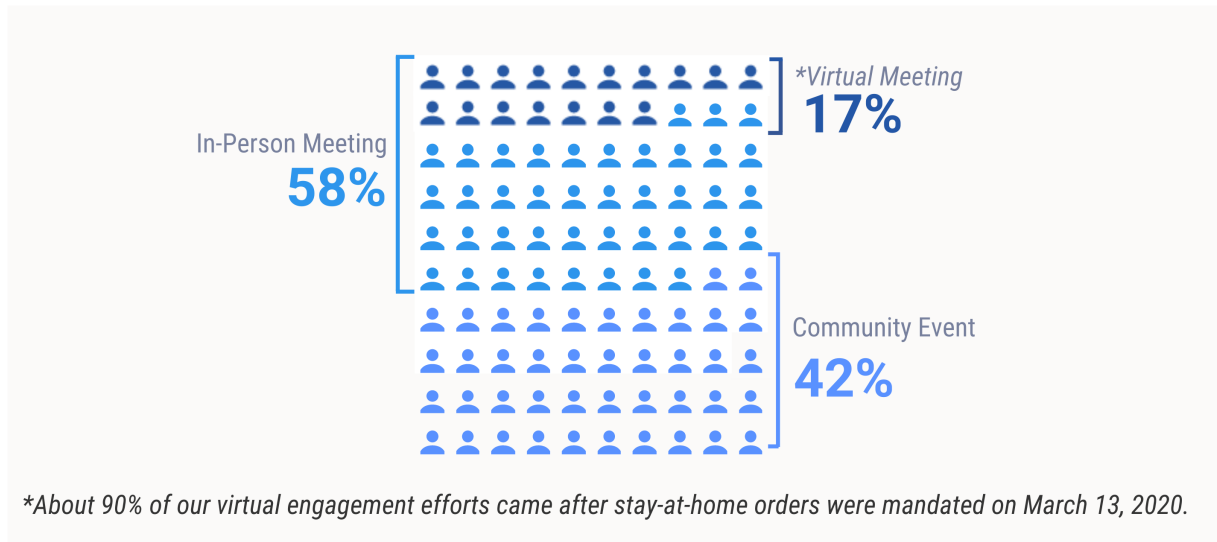 *Virtual Meeting
17%
In-Person Meeting
58%
Community Event
42%
*About 90% of our virtual engagement efforts came after stay-at-home orders were mandated on March 13, 2020.